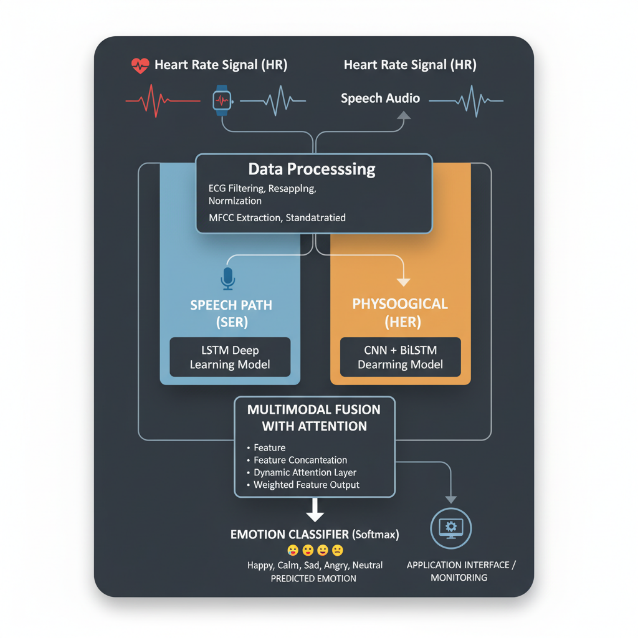 Heart Rate Signal (HR)
Heart Rate Signal (HR)
Speech Audio
Data Processsing
ECG Filtering, Resapplng,
Normization
MFCC Extraction, Standatratied
SPEECH PATH
(SER)
LSTM Deep
Learning Model
PHYSOOGICAL
(HER)
CNN + BiLSTM
Dearming Model
MULTIMODAL FUSION
WITH ATTENTION
• Feature
• Feature Concanteation
• Dynamic Attention Layer
• Weighted Feature Output
EMOTION CLASSIFIER (Softmax)
Happy, Calm, Sad, Angry, Neutral
PREDICTED EMOTION
APPLICATION INTERFACE /
MONITORING